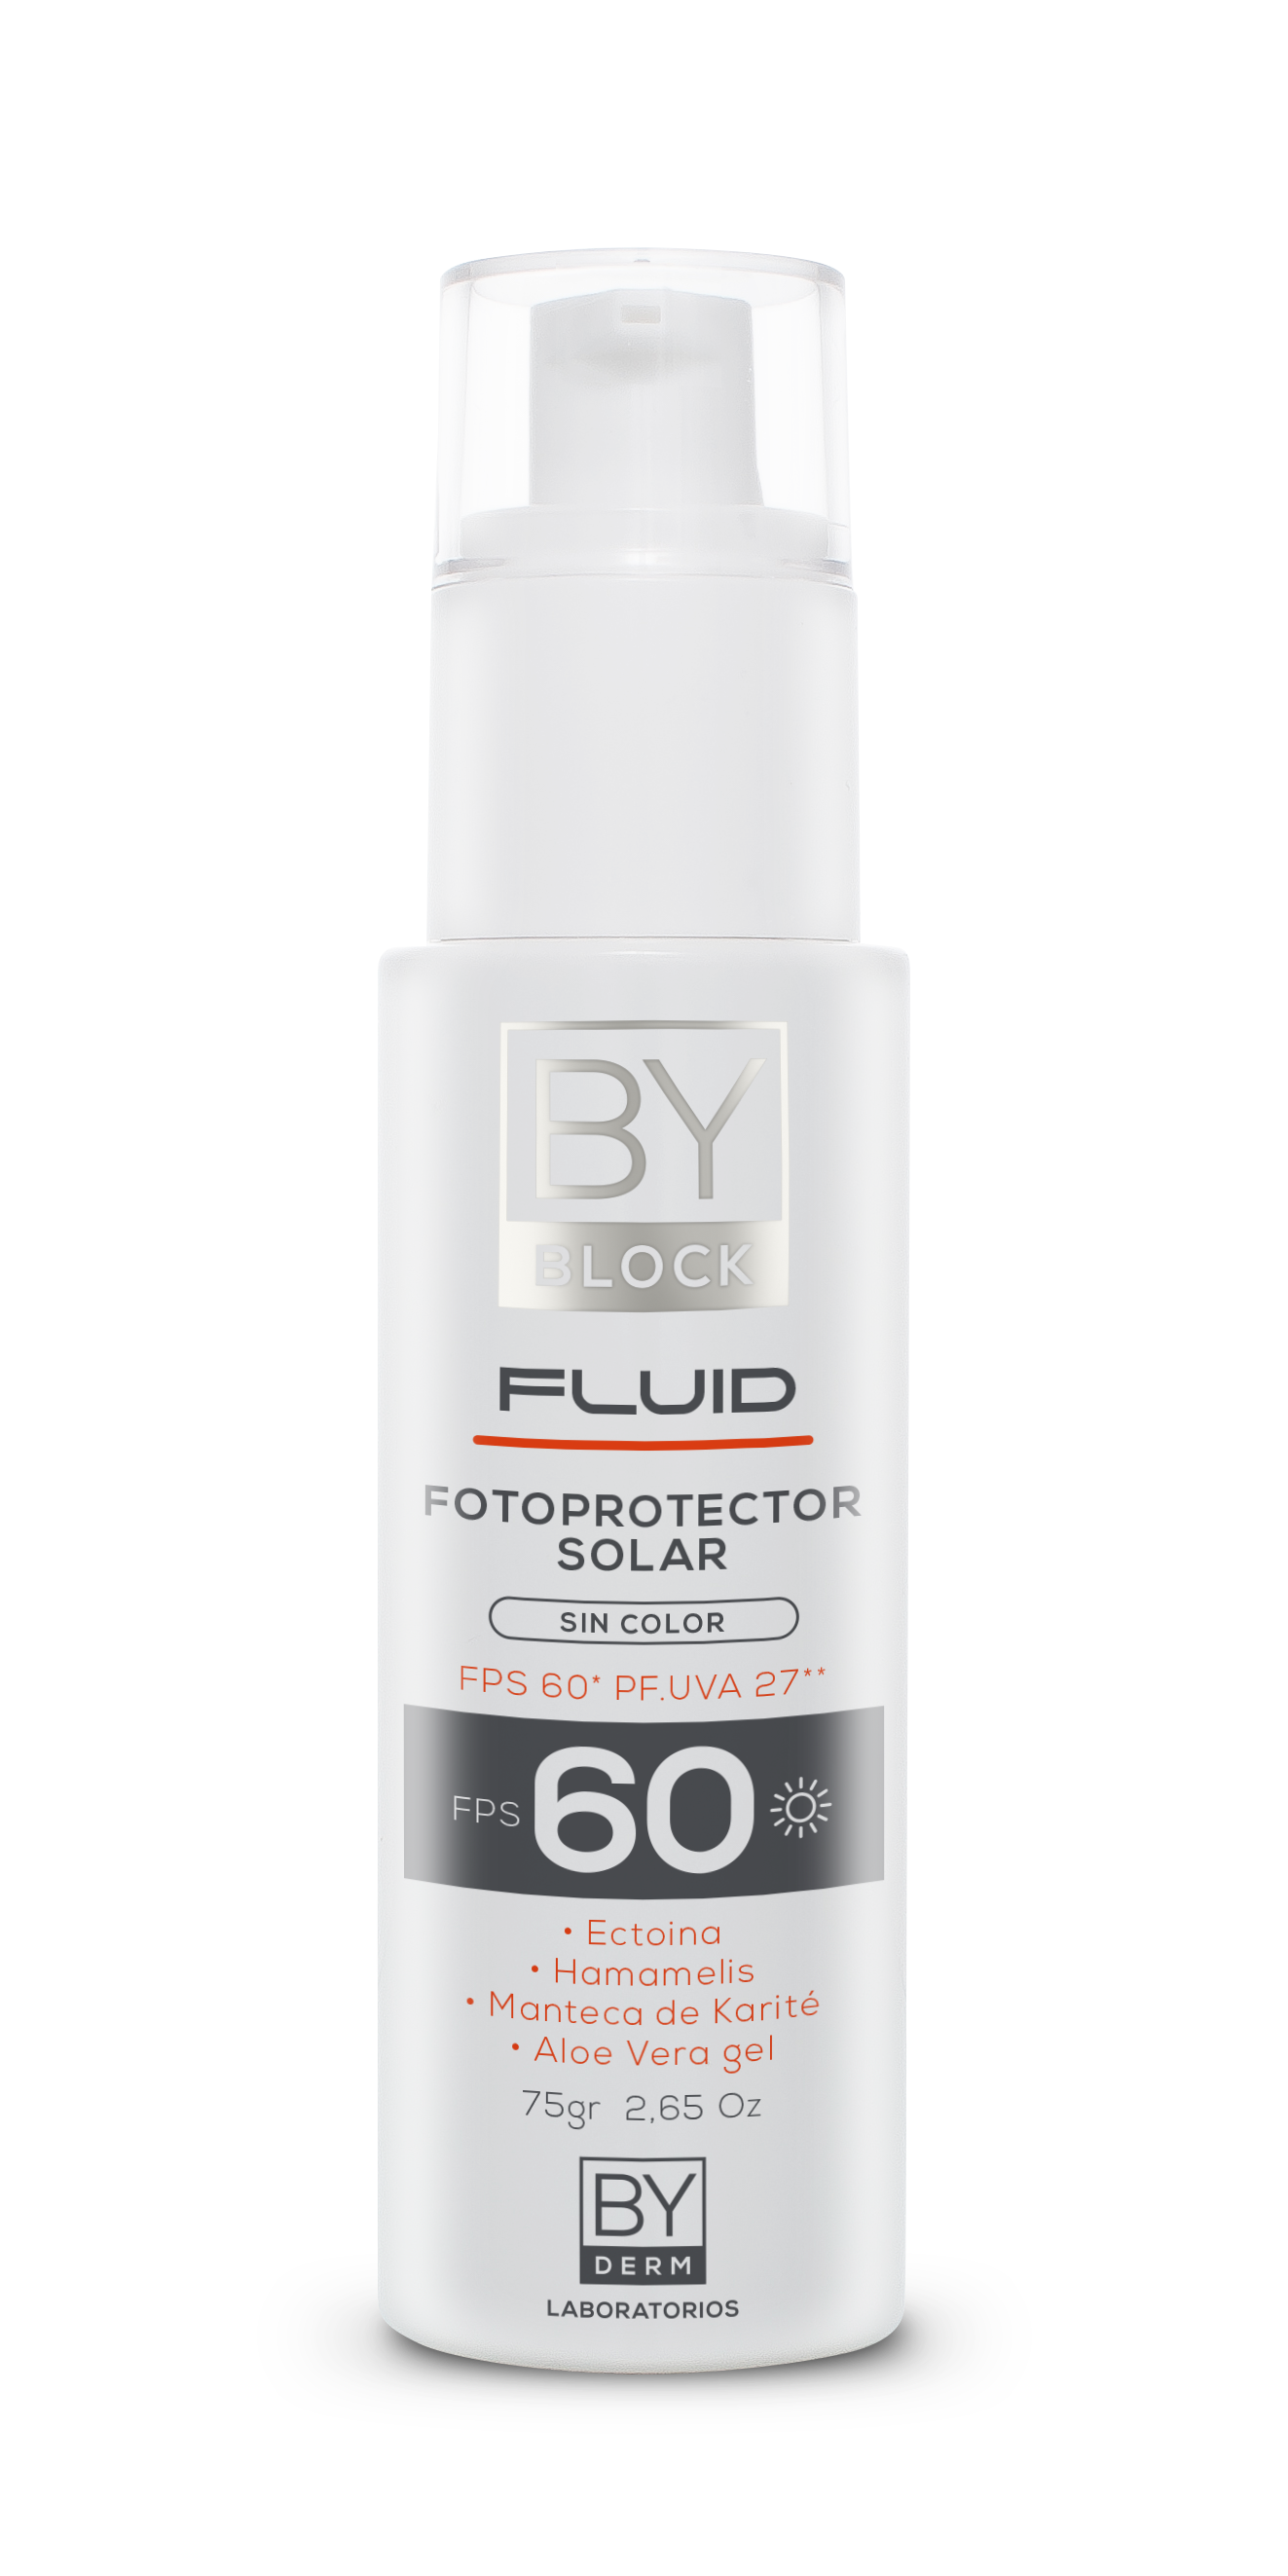 BY
BLOCK
FLUID
FOTOPROTECTOR
SOLAR
SIN COLOR
FPS 60* PF.UVA 27**
FPS 60
• Ectoina
• Hamamelis
• Manteca de Karité
• Aloe Vera gel
75gr 2,65 Oz
BY
DERM
LABORATORIOS